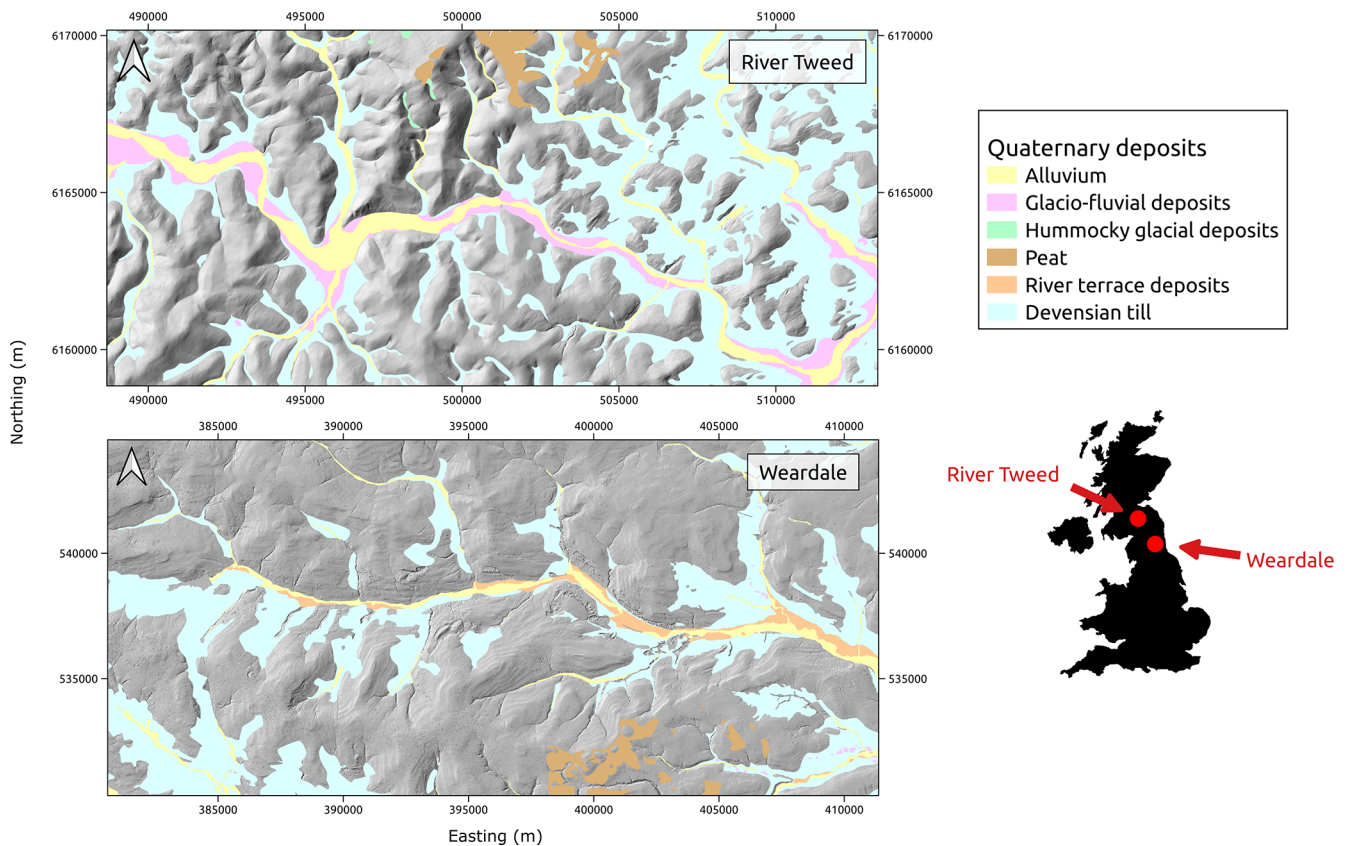 490000 495000 500000 505000 510000
6170000 6170000
River Tweed
6165000 6165000
6160000 6160000
490000 495000 500000 505000 510000
Quaternary deposits
Alluvium
Glacio-fluvial deposits
Hummocky glacial deposits
Peat
River terrace deposits
Devensian till
Northing (m)
385000 390000 395000 400000 405000 410000
Weardale
540000 540000
535000 535000
385000 390000 395000 400000 405000 410000
Easting (m)
River Tweed
Weardale